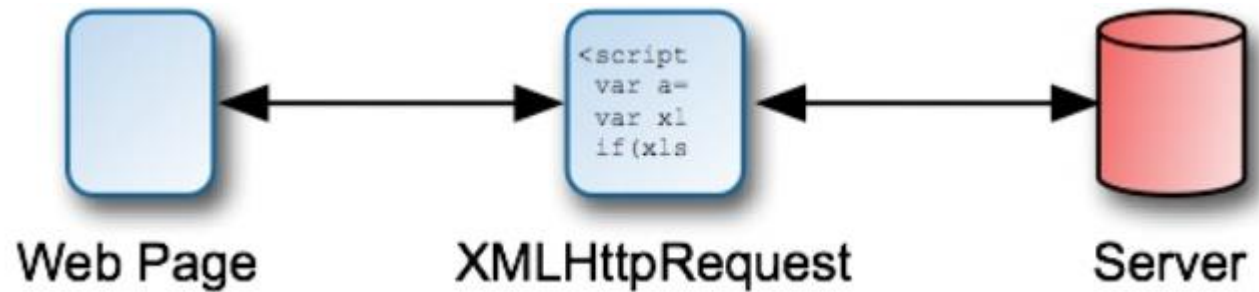 <script
var a=
var xl
if(xls
Web Page
XMLHttpRequest
Server